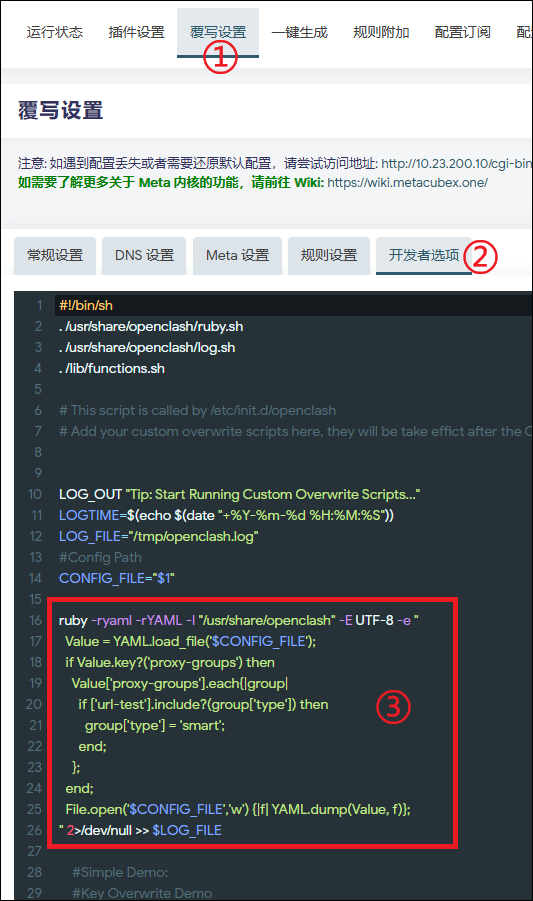 运行状态 插件设置 覆写设置 一键生成 规则附加 配置订阅
①
覆写设置
注意: 如遇到配置丢失或者需要还原默认配置，请尝试访问地址: http://10.23.200.10/cgi-bin
如需要了解更多关于 Meta 内核的功能，请前往 Wiki: https://wiki.metacubex.one/
常规设置 DNS 设置 Meta 设置 规则设置 开发者选项 ②
1 #!/bin/sh
2 . /usr/share/openclash/ruby.sh
3 . /usr/share/openclash/log.sh
4 . /lib/functions.sh
5
6 # This script is called by /etc/init.d/openclash
7 # Add your custom overwrite scripts here, they will be take effict after the
8
9
10 LOG_OUT "Tip: Start Running Custom Overwrite Scripts..."
11 LOGTIME=$(echo $(date "+%Y-%m-%d %H:%M:%S"))
12 LOG_FILE="/tmp/openclash.log"
13 #Config Path
14 CONFIG_FILE="$1"
15
16 ruby -ryaml -rYAML -I "/usr/share/openclash" -E UTF-8 -e "
17 Value = YAML.load_file('$CONFIG_FILE');
18 if Value.key?('proxy-groups') then
19 Value['proxy-groups'].each{|group|
20 if ['url-test'].include?(group['type']) then
21 group['type'] = 'smart';
22 end;
23 };
24 end;
25 File.open('$CONFIG_FILE','w') {|f| YAML.dump(Value, f)};
26 " 2>/dev/null >> $LOG_FILE
③
27
28 #Simple Demo:
29 #Key Overwrite Demo